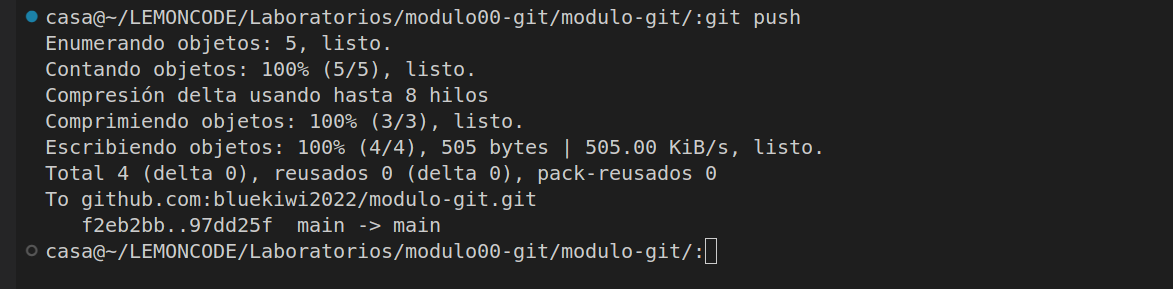 casa@~/LEMONCODE/Laboratorios/modulo00-git/modulo-git/:git push
Enumerando objetos: 5, listo.
Contando objetos: 100% (5/5), listo.
Compresión delta usando hasta 8 hilos
Comprimiendo objetos: 100% (3/3), listo.
Escribiendo objetos: 100% (4/4), 505 bytes | 505.00 KiB/s, listo.
Total 4 (delta 0), reusados 0 (delta 0), pack-reusados 0
To github.com:bluekiwi2022/modulo-git.git
   f2eb2bb..97dd25f  main -> main
casa@~/LEMONCODE/Laboratorios/modulo00-git/modulo-git/: